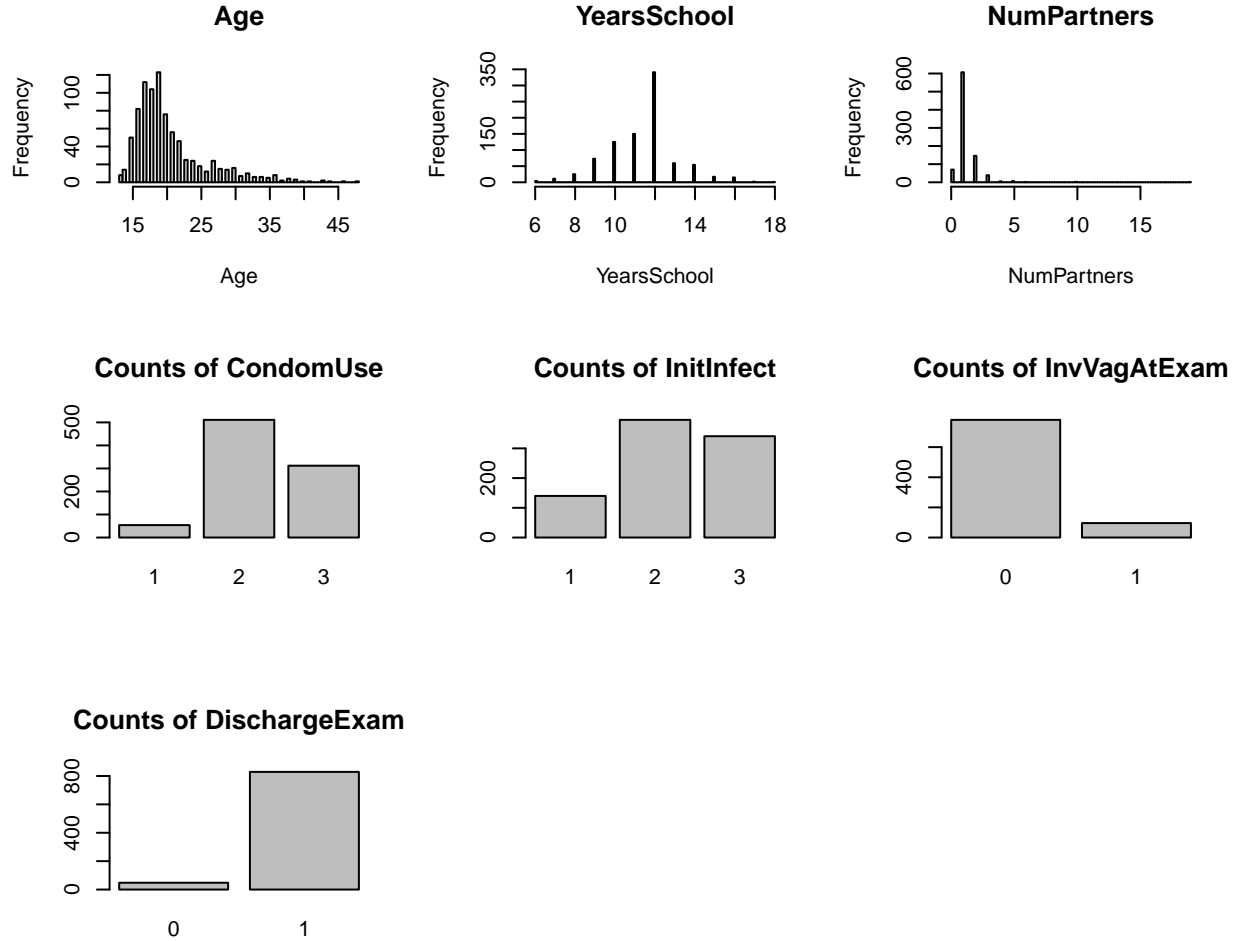 Age
Frequency
0 40 100
15 25 35 45
Age
YearsSchool
Frequency
0 150 350
6 8 10 14 18
YearsSchool
NumPartners
Frequency
0 300 600
0 5 10 15
NumPartners
Counts of CondomUse
0 200 500
1 2 3
Counts of InitInfect
0 200
1 2 3
Counts of InvVagAtExam
0 400
0 1
Counts of DischargeExam
0 400 800
0 1